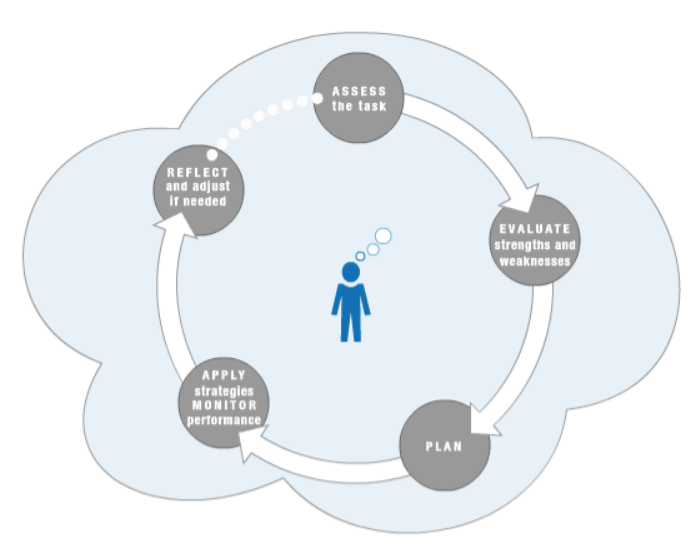 ASSESS
the task
EVALUATE
strengths and
weaknesses
PLAN
APPLY
strategies
MONITOR
performance
REFLECT
and adjust
if needed